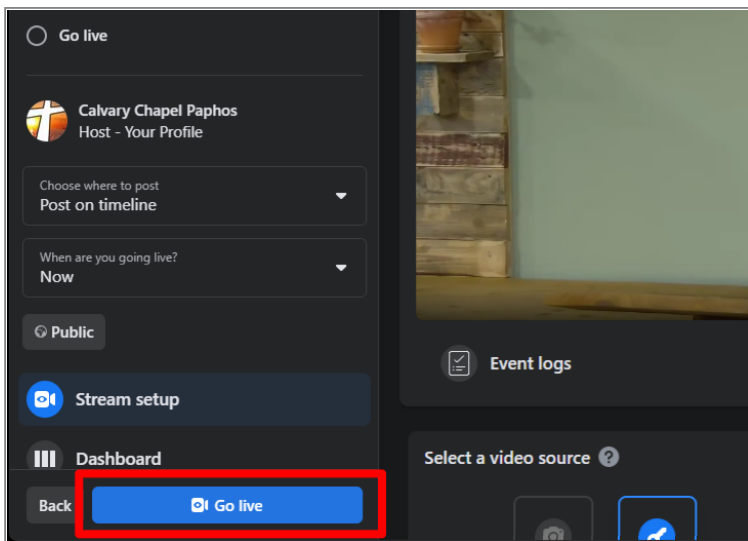 Go live
Calvary Chapel Paphos
Host - Your Profile
Choose where to post
Post on timeline
When are you going live?
Now
Public
Stream setup
Dashboard
Back
Go live
Event logs
Select a video source ?